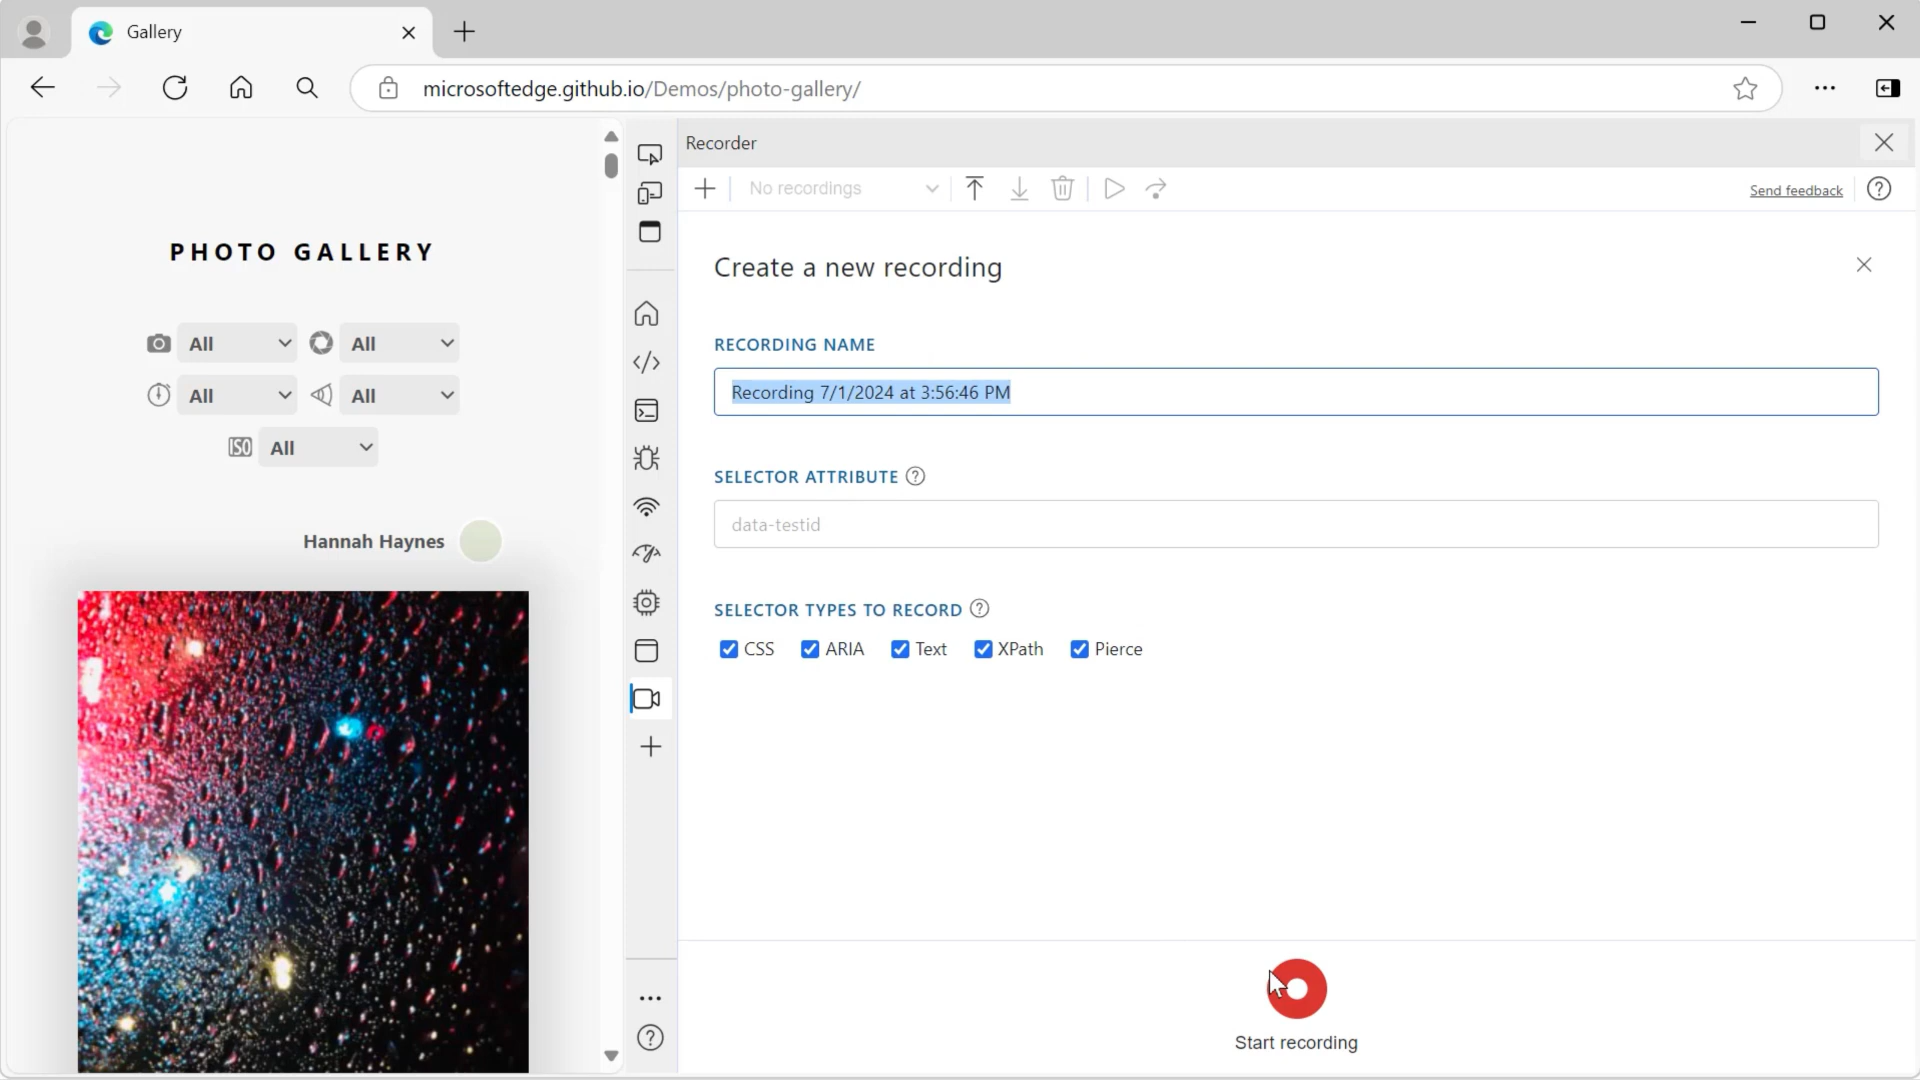 Gallery
microsoftedge.github.io/Demos/photo-gallery/
PHOTO GALLERY
All All
All All
ISO All
Hannah Haynes
Recorder
No recordings
Send feedback
Create a new recording
RECORDING NAME
Recording 7/1/2024 at 3:56:46 PM
SELECTOR ATTRIBUTE
data-testid
SELECTOR TYPES TO RECORD
CSS ARIA Text XPath Pierce
Start recording